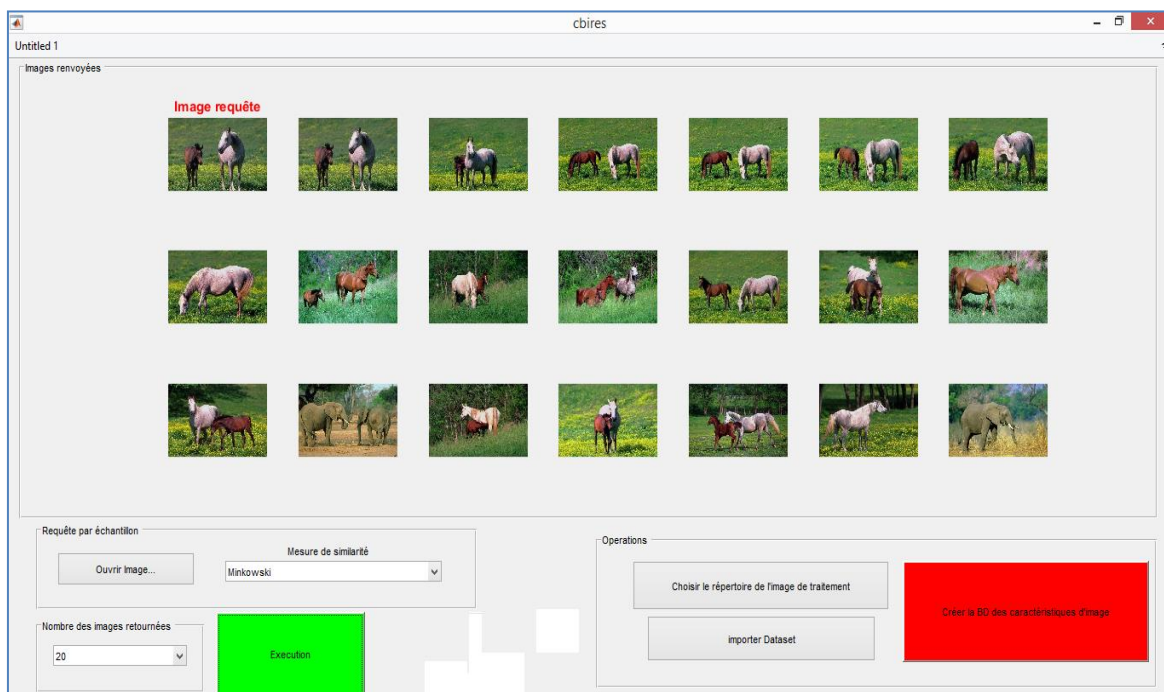 cbires
Untitled 1
Images renvoyées
Image requête
Requête par échantillon
Ouvrir Image...
Mesure de similarité
Minkowski
Nombre des images retournées
20
Execution
Operations
Choisir le répertoire de l'image de traitement
importer Dataset
Créer la BD des caractéristiques d'image